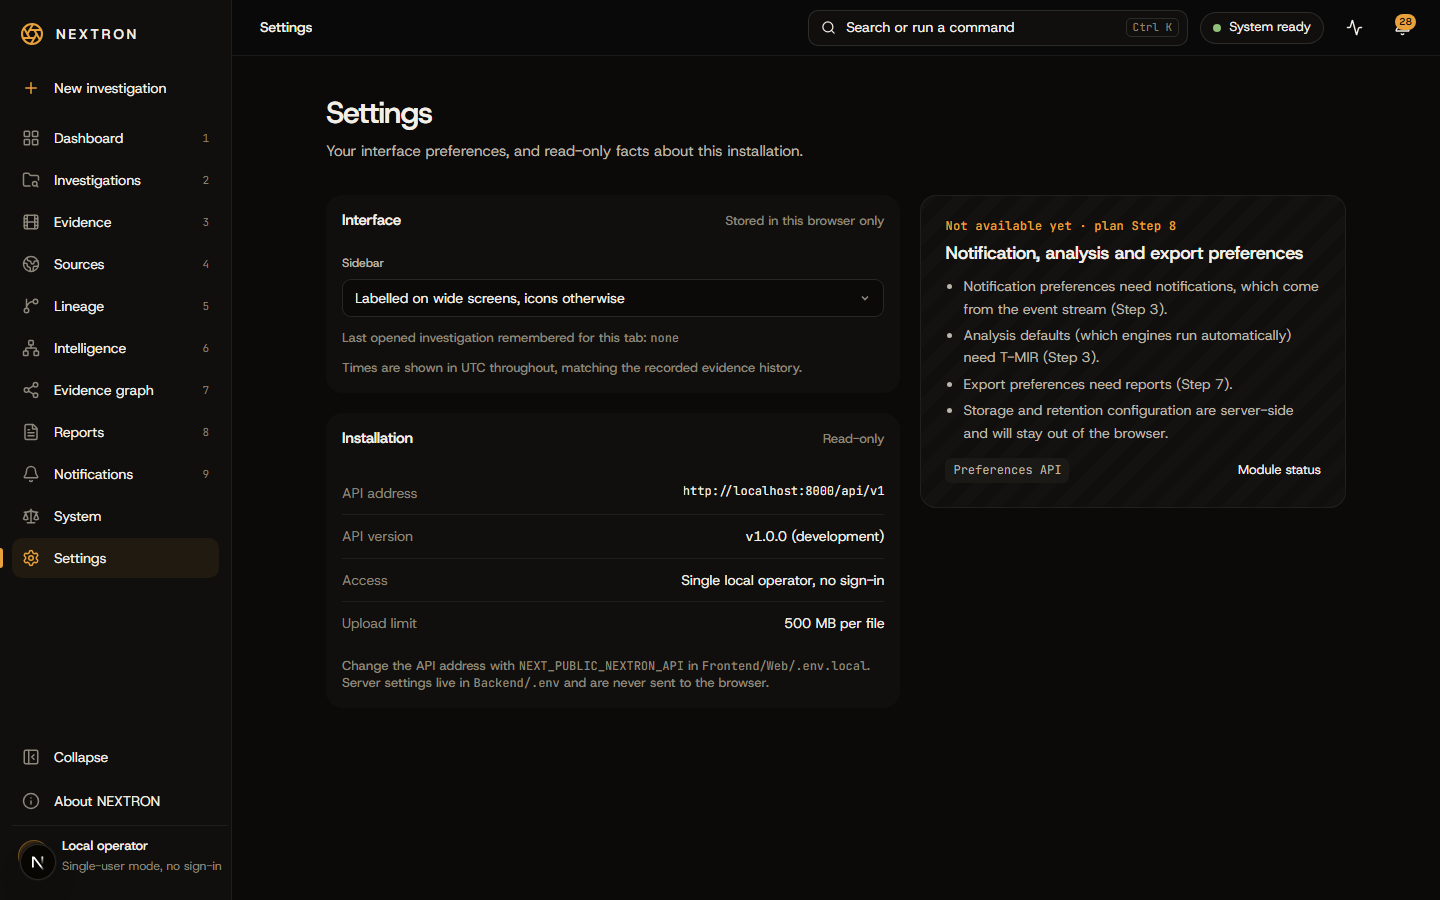 NEXTRON
New investigation
Dashboard 1
Investigations 2
Evidence 3
Sources 4
Lineage 5
Intelligence 6
Evidence graph 7
Reports 8
Notifications 9
System
Settings
Collapse
About NEXTRON
N
Local operator
Single-user mode, no sign-in
Settings
Search or run a command
Ctrl K
System ready
28
Settings
Your interface preferences, and read-only facts about this installation.
Interface
Stored in this browser only
Sidebar
Labelled on wide screens, icons otherwise
Last opened investigation remembered for this tab: none
Times are shown in UTC throughout, matching the recorded evidence history.
Installation
Read-only
API address http://localhost:8000/api/v1
API version v1.0.0 (development)
Access Single local operator, no sign-in
Upload limit 500 MB per file
Change the API address with NEXT_PUBLIC_NEXTRON_API in Frontend/Web/.env.local.
Server settings live in Backend/.env and are never sent to the browser.
Not available yet · plan Step 8
Notification, analysis and export preferences
• Notification preferences need notifications, which come
from the event stream (Step 3).
• Analysis defaults (which engines run automatically)
need T-MIR (Step 3).
• Export preferences need reports (Step 7).
• Storage and retention configuration are server-side
and will stay out of the browser.
Preferences API
Module status